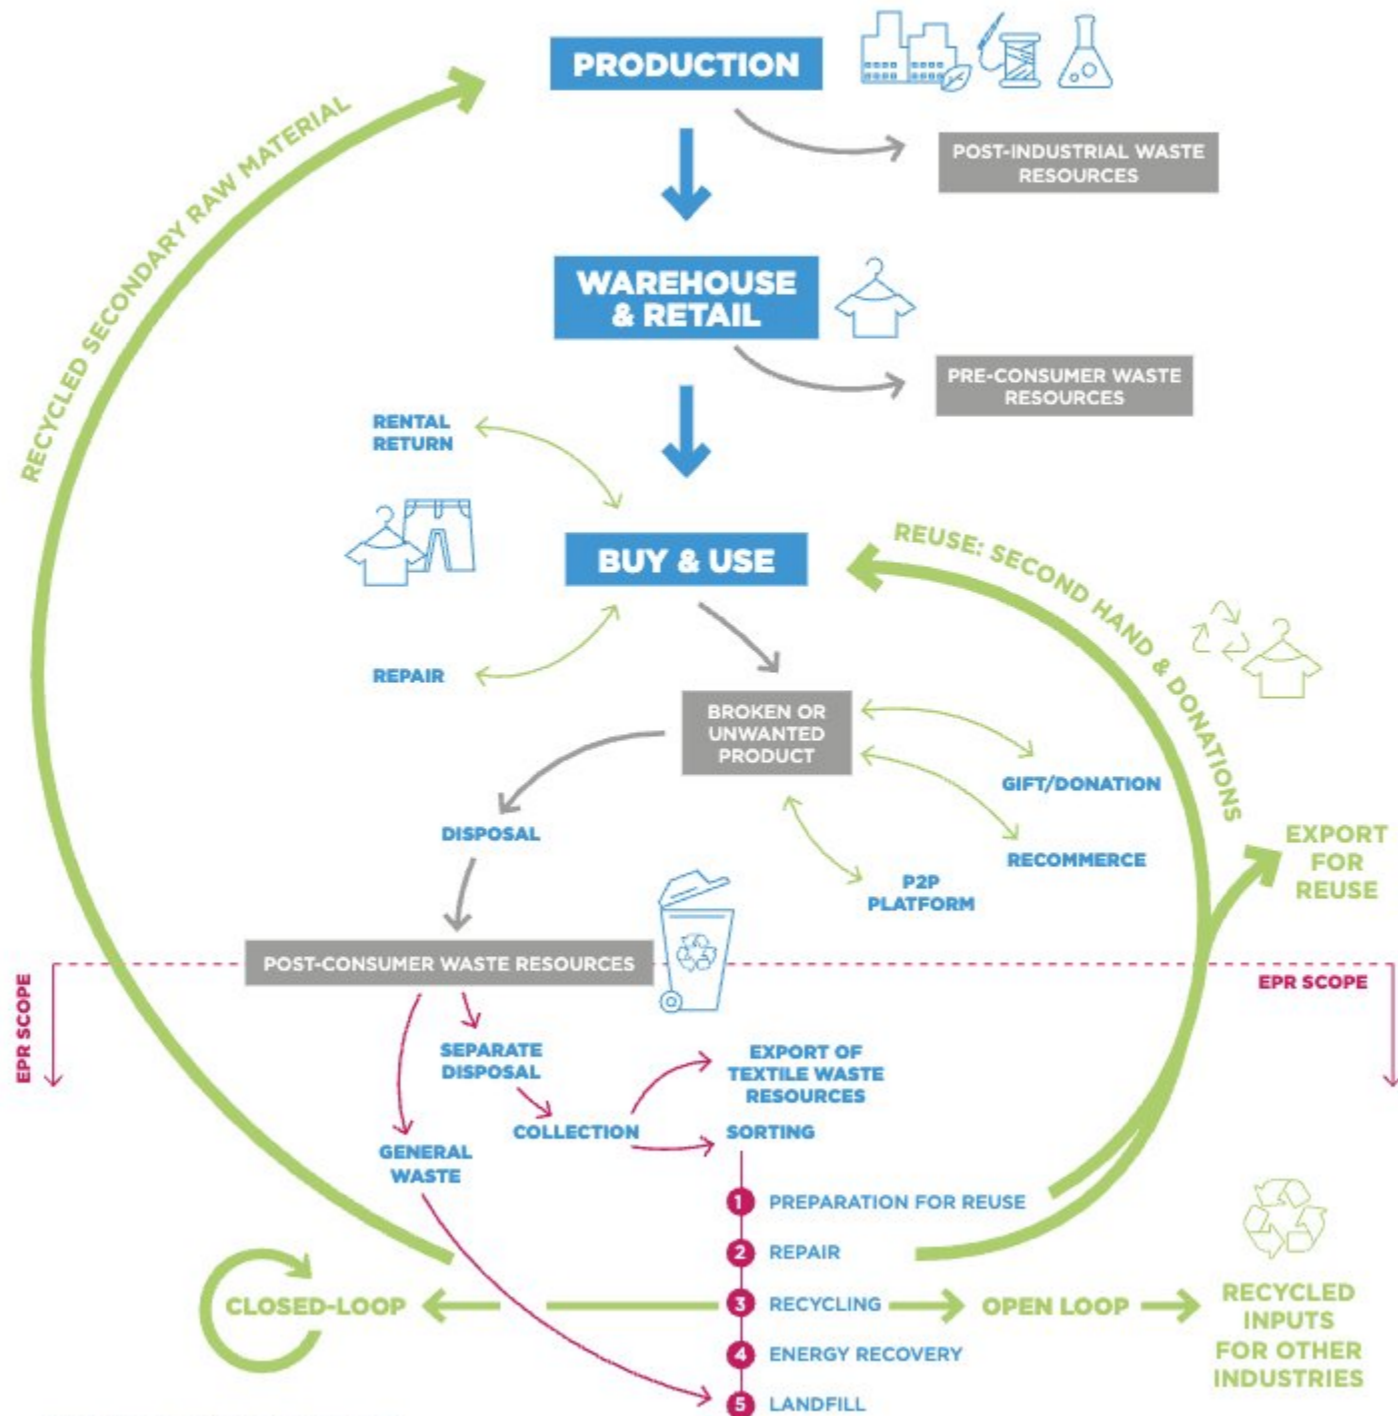 PRODUCTION
POST-INDUSTRIAL WASTE
RESOURCES
RECYCLED SECONDARY RAW MATERIAL
WAREHOUSE
& RETAIL
PRE-CONSUMER WASTE
RESOURCES
RENTAL
RETURN
BUY & USE
REUSE: SECOND HAND & DONATIONS
REPAIR
BROKEN OR
UNWANTED
PRODUCT
GIFT/DONATION
RECOMMERCE
P2P
PLATFORM
DISPOSAL
EXPORT
FOR
REUSE
POST-CONSUMER WASTE RESOURCES
EPR SCOPE
EPR SCOPE
SEPARATE
DISPOSAL
EXPORT OF
TEXTILE WASTE
RESOURCES
COLLECTION
SORTING
GENERAL
WASTE
1 PREPARATION FOR REUSE
2 REPAIR
CLOSED-LOOP
3 RECYCLING
OPEN LOOP
RECYCLED
INPUTS
FOR OTHER
INDUSTRIES
4 ENERGY RECOVERY
5 LANDFILL